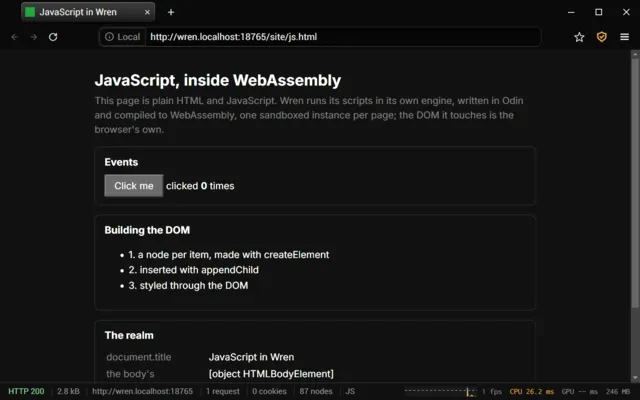 JavaScript in Wren
Local http://wren.localhost:18765/site/js.html
JavaScript, inside WebAssembly
This page is plain HTML and JavaScript. Wren runs its scripts in its own engine, written in Odin
and compiled to WebAssembly, one sandboxed instance per page; the DOM it touches is the
browser's own.
Events
Click me clicked 0 times
Building the DOM
1. a node per item, made with createElement
2. inserted with appendChild
3. styled through the DOM
The realm
document.title JavaScript in Wren
the body's [object HTMLBodyElement]
HTTP 200 2.8 kB http://wren.localhost:18765 1 request 0 cookies 87 nodes JS 1 fps CPU 26.2 ms GPU -- ms 246 MB